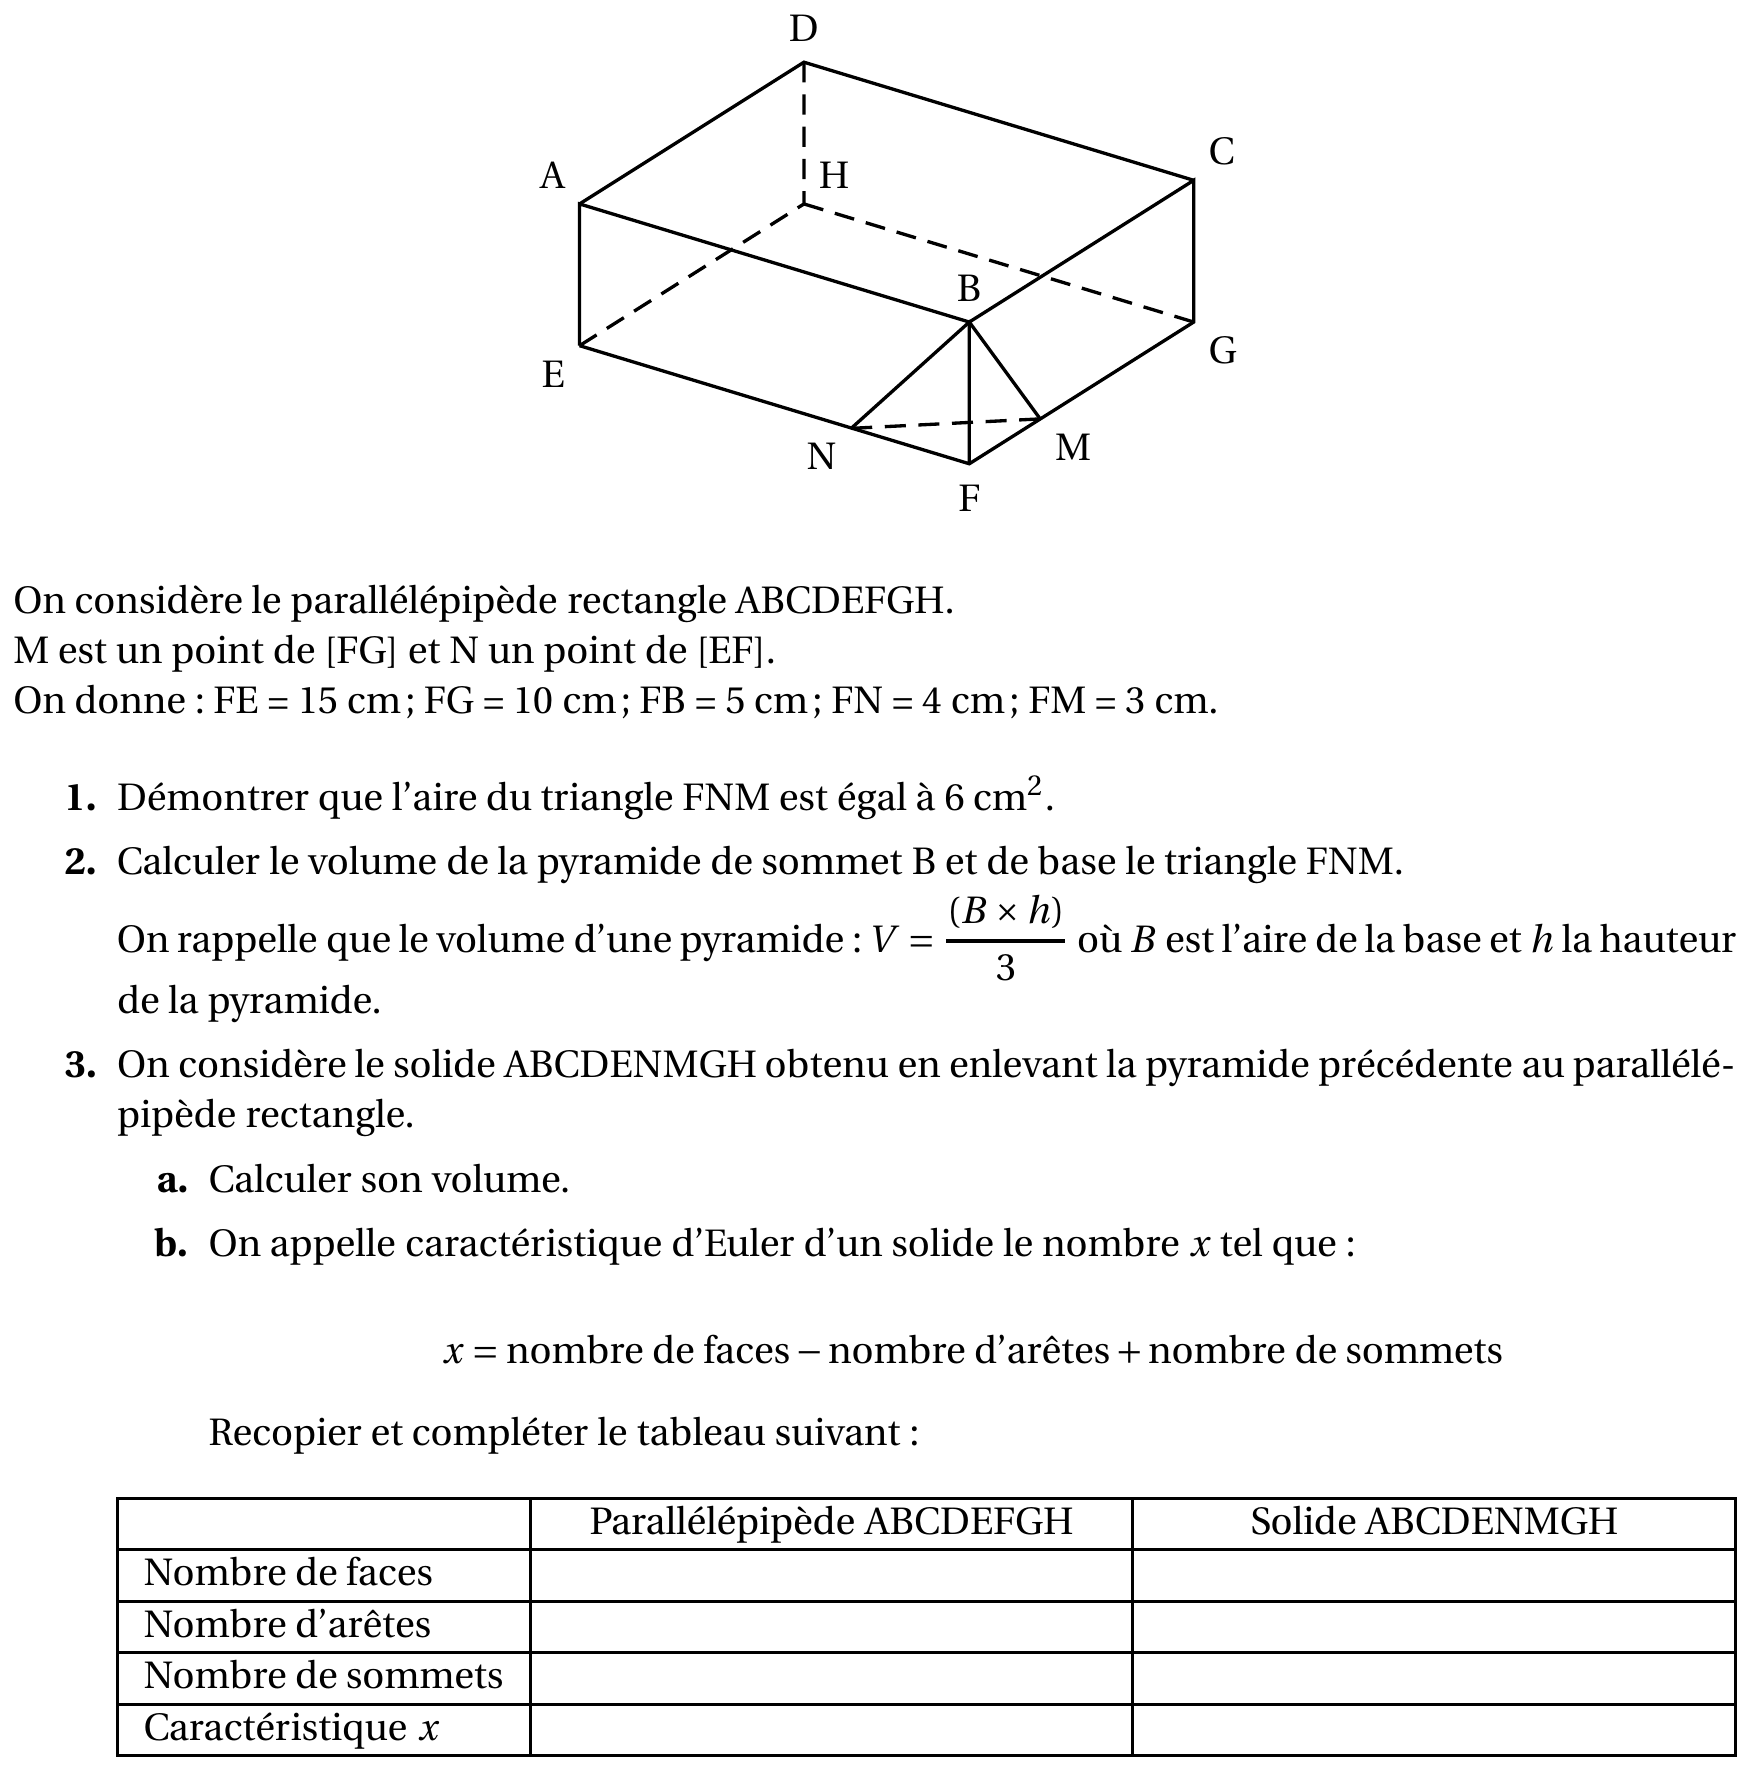 D
C
A
H
B
G
E
N
M
F
On considère le parallélépipède rectangle ABCDEFGH.
M est un point de [FG] et N un point de [EF].
On donne : FE = 15 cm ; FG = 10 cm ; FB = 5 cm ; FN = 4 cm ; FM = 3 cm.
1. Démontrer que l'aire du triangle FNM est égal à 6 cm².
2. Calculer le volume de la pyramide de sommet B et de base le triangle FNM.
On rappelle que le volume d'une pyramide : V = (B × h)/3 où B est l'aire de la base et h la hauteur
de la pyramide.
3. On considère le solide ABCDENMGH obtenu en enlevant la pyramide précédente au parallélé-
pipède rectangle.
a. Calculer son volume.
b. On appelle caractéristique d'Euler d'un solide le nombre x tel que :
x = nombre de faces − nombre d'arêtes + nombre de sommets
Recopier et compléter le tableau suivant :
Parallélépipède ABCDEFGH Solide ABCDENMGH
Nombre de faces
Nombre d'arêtes
Nombre de sommets
Caractéristique x